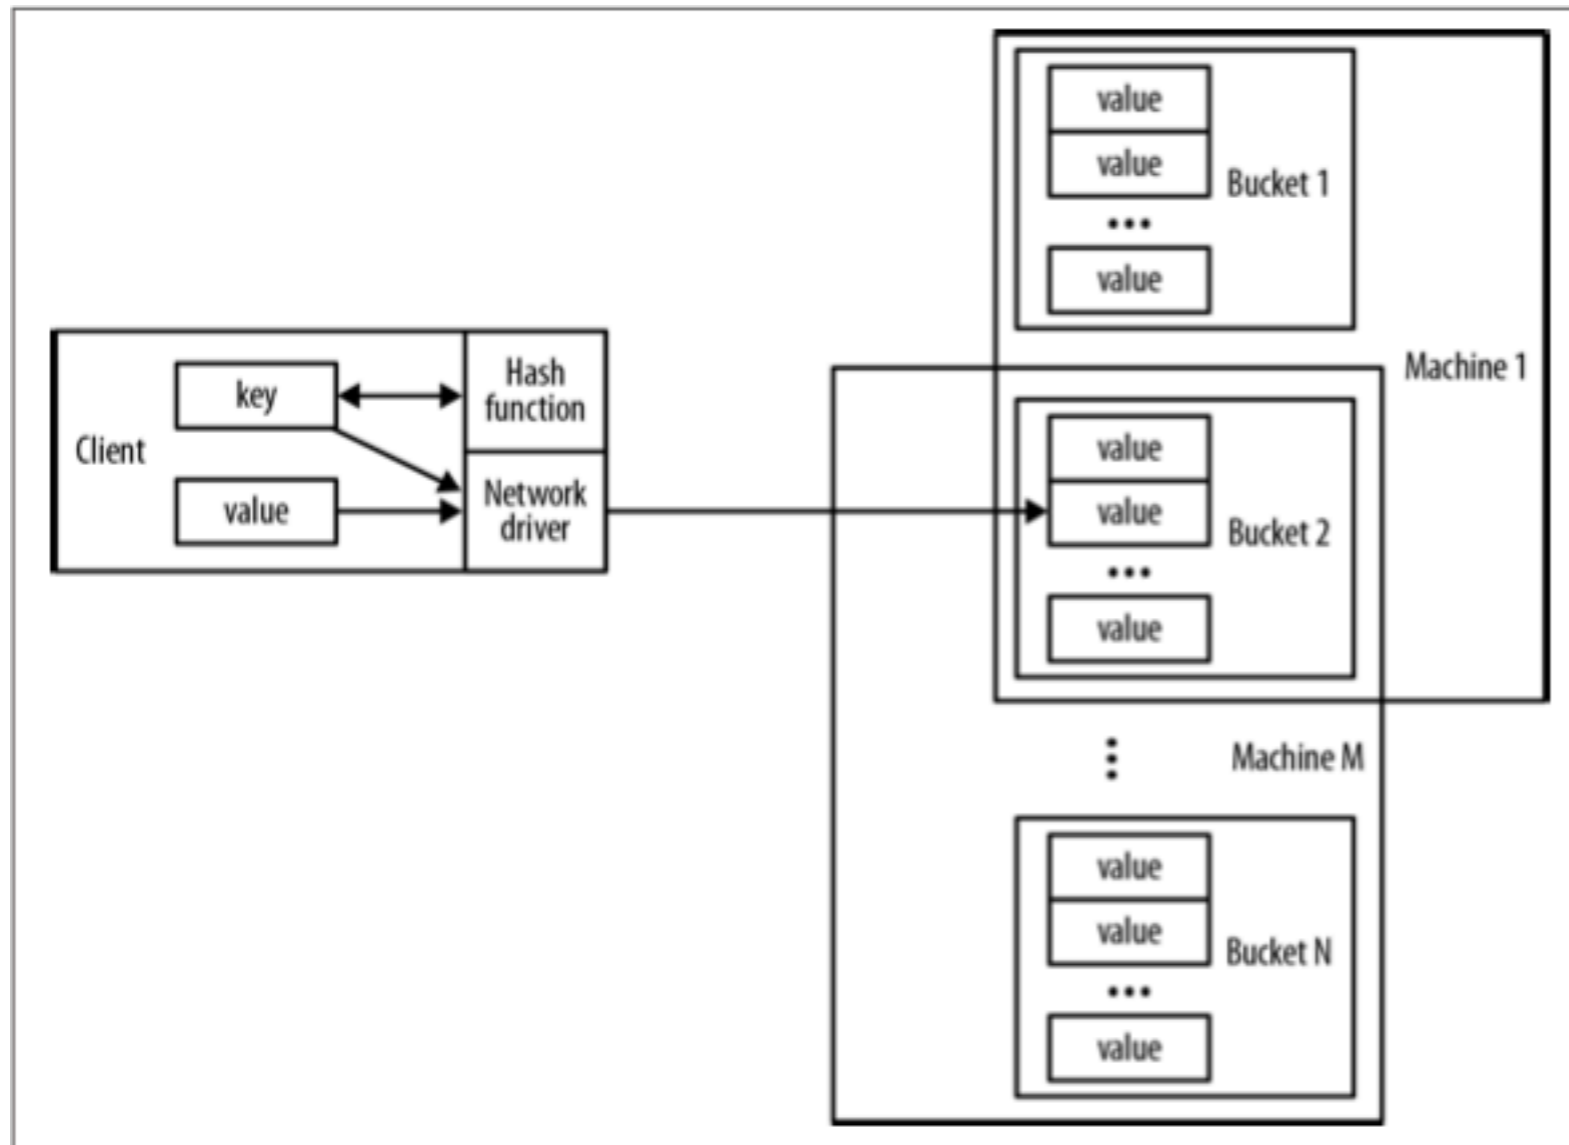 Client
key
value
Hash
function
Network
driver
value
value
...
value
Bucket 1
Machine 1
value
value
...
value
Bucket 2
Machine M
value
value
...
value
Bucket N